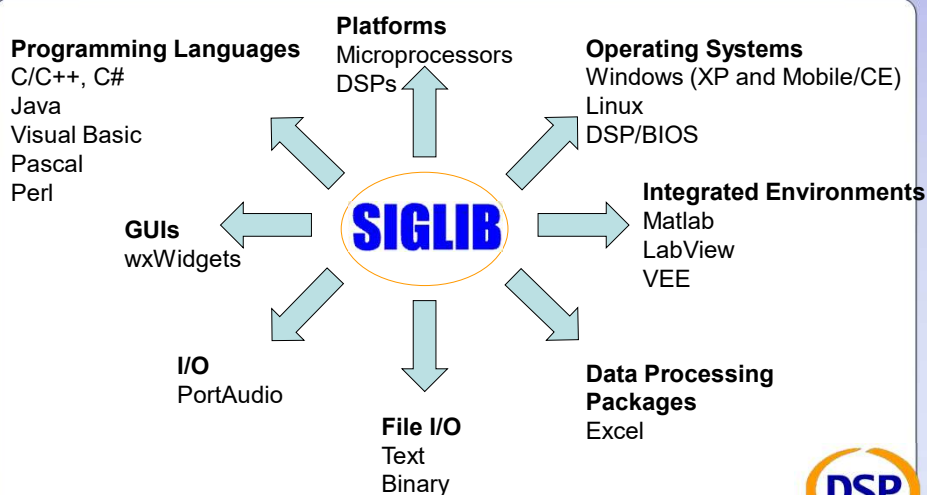 Platforms
Microprocessors
DSPs
Programming Languages
C/C++, C#
Java
Visual Basic
Pascal
Perl
Operating Systems
Windows (XP and Mobile/CE)
Linux
DSP/BIOS
Integrated Environments
Matlab
LabView
VEE
GUIs
wxWidgets
SIGLIB
I/O
PortAudio
File I/O
Text
Binary
Data Processing
Packages
Excel
DSP